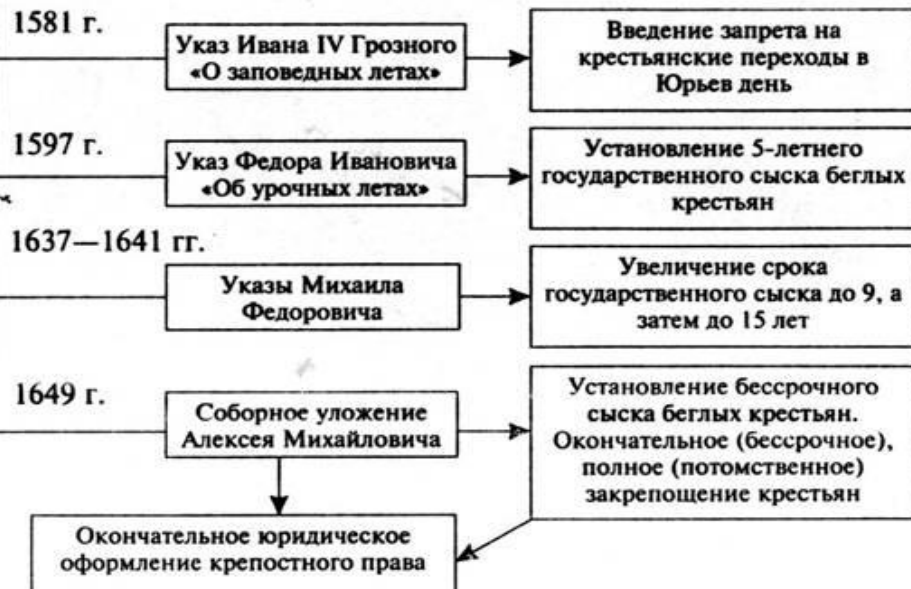 1581 г.
Указ Ивана IV Грозного
«О заповедных летах»
Введение запрета на
крестьянские переходы в
Юрьев день
1597 г.
Указ Федора Ивановича
«Об урочных летах»
Установление 5-летнего
государственного сыска беглых
крестьян
1637—1641 гг.
Указы Михаила
Федоровича
Увеличение срока
государственного сыска до 9, а
затем до 15 лет
1649 г.
Соборное уложение
Алексея Михайловича
Установление бессрочного
сыска беглых крестьян.
Окончательное (бессрочное),
полное (потомственное)
закрепощение крестьян
Окончательное юридическое
оформление крепостного права